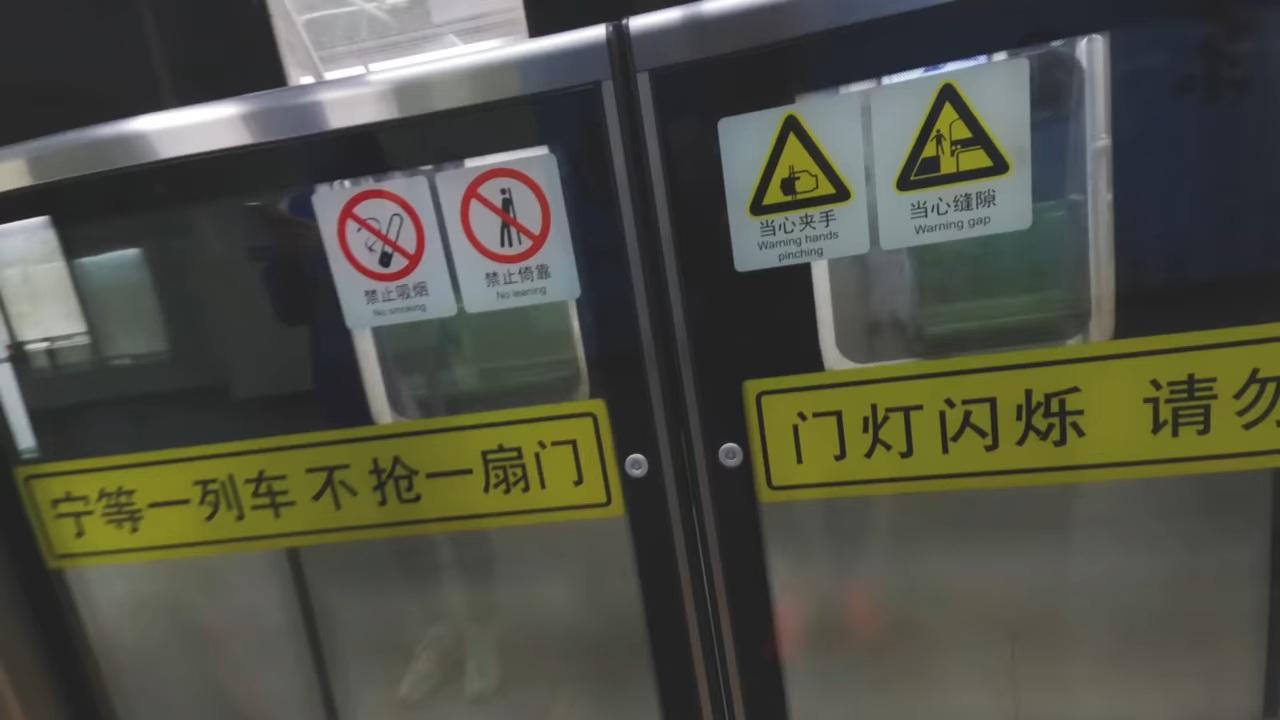 禁止吸烟
No smoking
禁止倚靠
No leaning
当心夹手
Warning hands
pinching
当心缝隙
Warning gap
宁等一列车 不抢一扇门
门灯闪烁 请勿